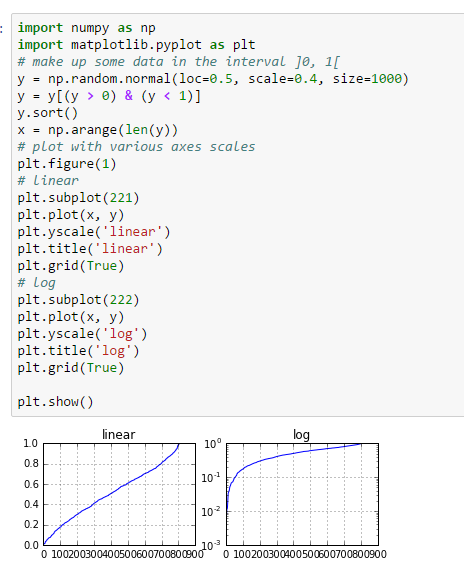 import numpy as np
import matplotlib.pyplot as plt
# make up some data in the interval ]0, 1[
y = np.random.normal(loc=0.5, scale=0.4, size=1000)
y = y[(y > 0) & (y < 1)]
y.sort()
x = np.arange(len(y))
# plot with various axes scales
plt.figure(1)
# linear
plt.subplot(221)
plt.plot(x, y)
plt.yscale('linear')
plt.title('linear')
plt.grid(True)
# log
plt.subplot(222)
plt.plot(x, y)
plt.yscale('log')
plt.title('log')
plt.grid(True)
plt.show()
linear
1.0
0.8
0.6
0.4
0.2
0.0
0 100200300400500600700800900
log
10^0
10^-1
10^-2
10^-3
0 100200300400500600700800900